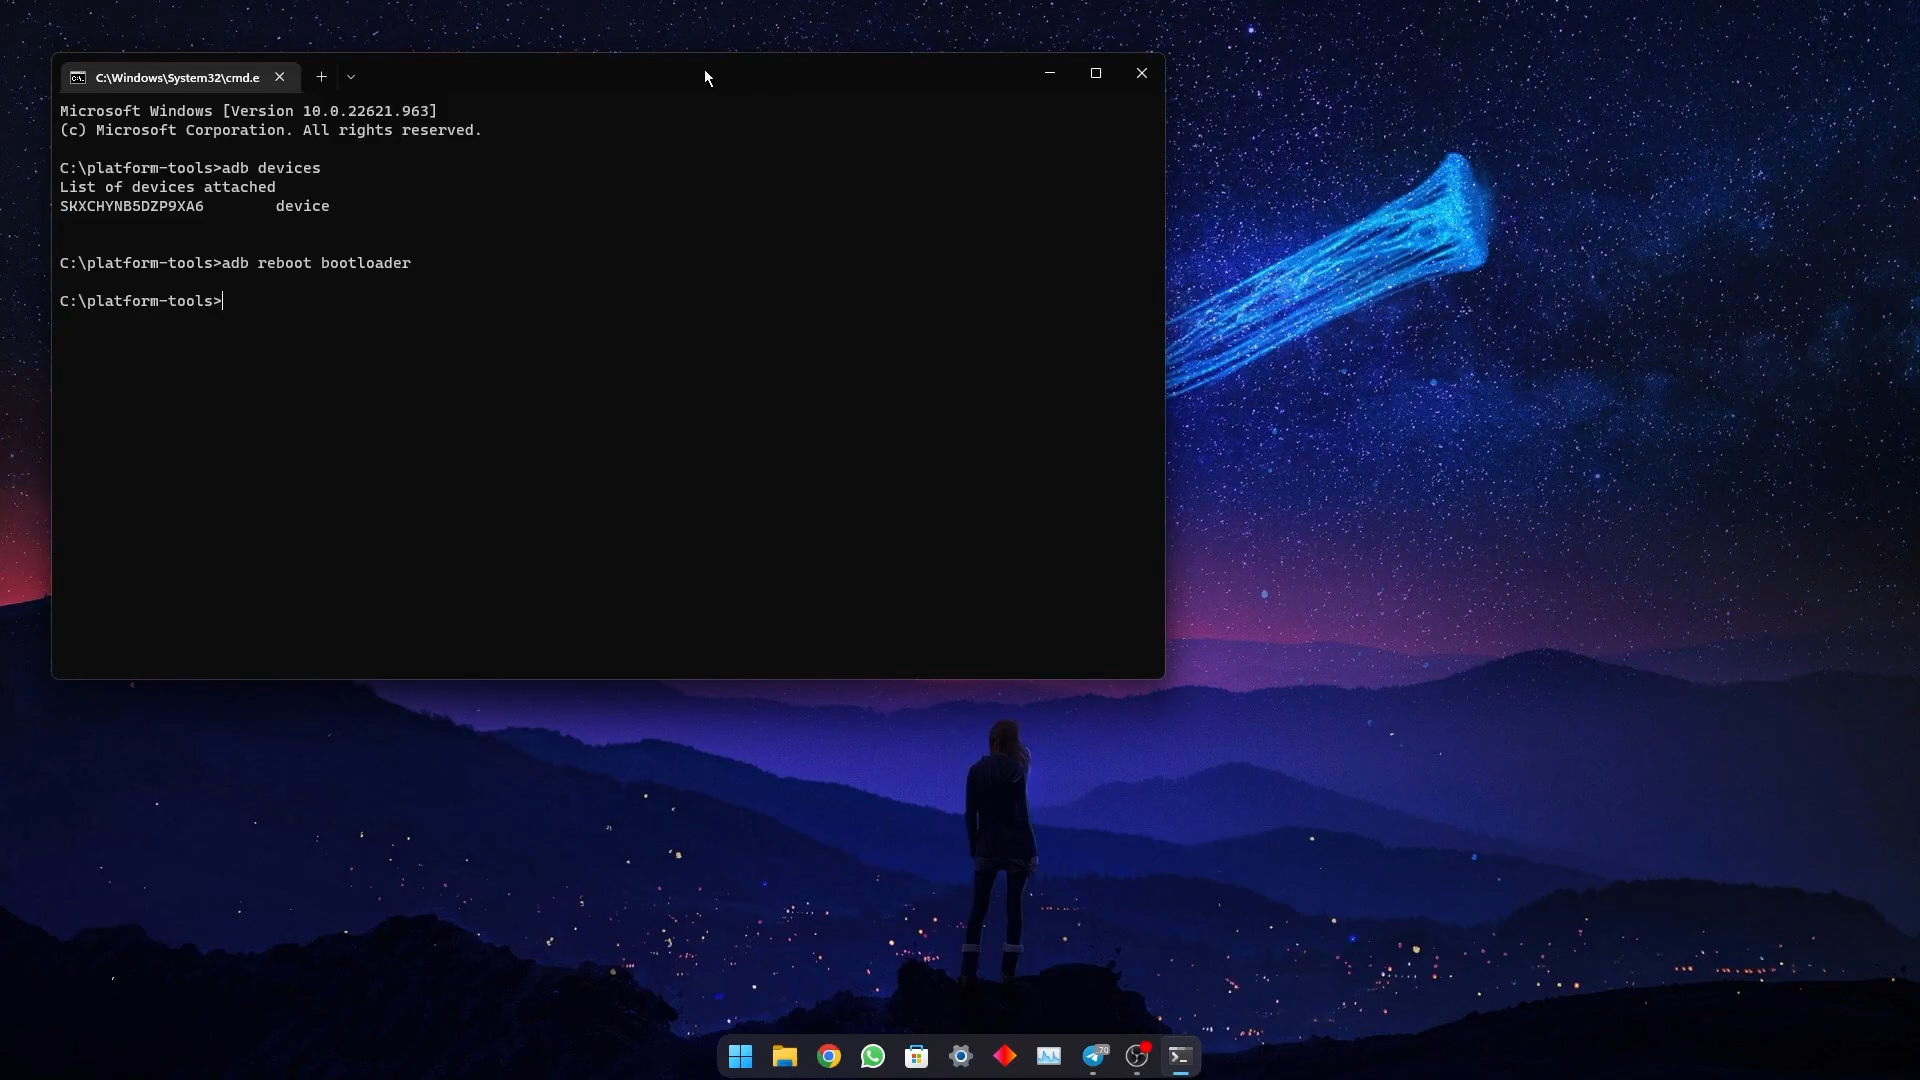 C:\Windows\System32\cmd.e
Microsoft Windows [Version 10.0.22621.963]
(c) Microsoft Corporation. All rights reserved.
C:\platform-tools>adb devices
List of devices attached
SKXCHYNB5DZP9XA6        device
C:\platform-tools>adb reboot bootloader
C:\platform-tools>
70